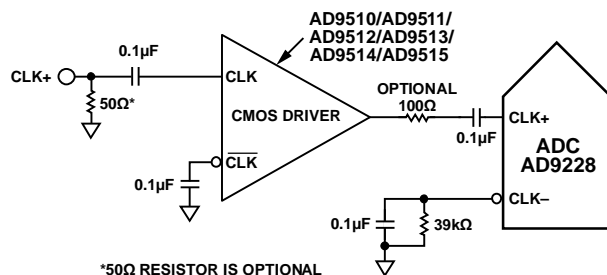 AD9510/AD9511/
AD9512/AD9513/
AD9514/AD9515
0.1µF
CLK+
50Ω*
CLK
CMOS DRIVER
OPTIONAL
100Ω
0.1µF
CLK+
ADC
AD9228
0.1µF
C̅L̅K̅
CLK–
0.1µF
39kΩ
*50Ω RESISTOR IS OPTIONAL